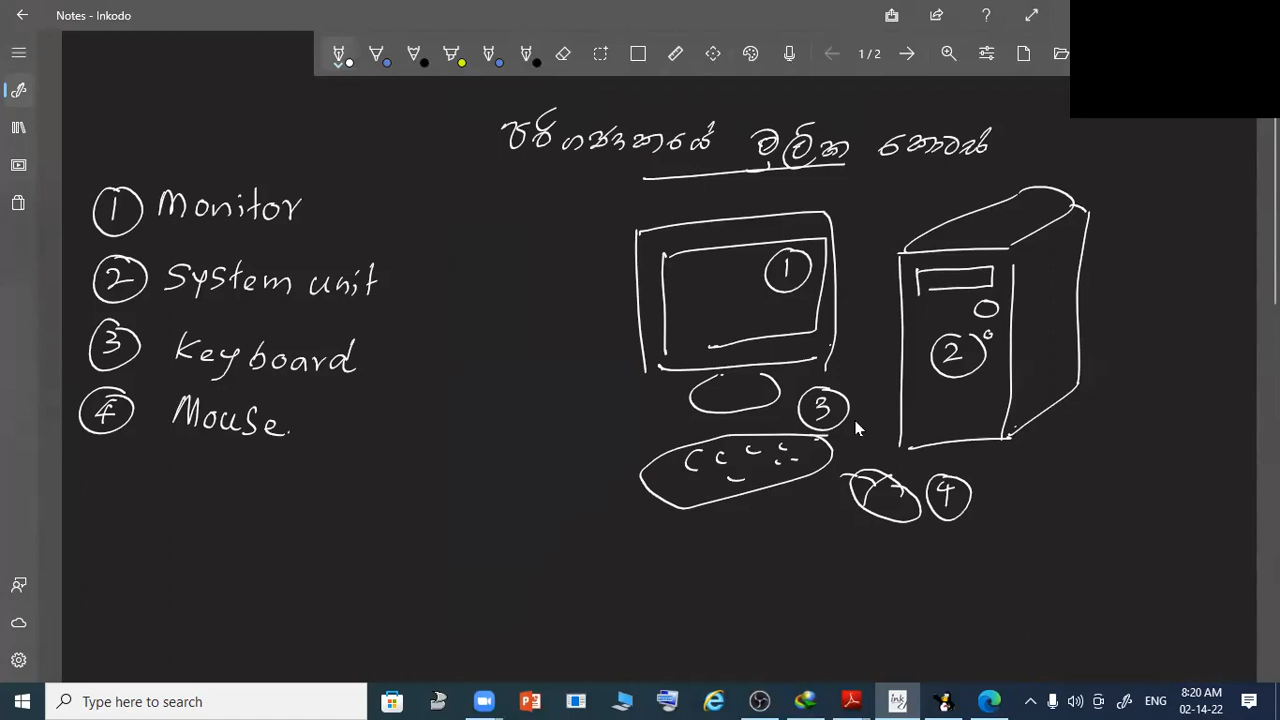 Notes - Inkodo
1/2
පරිගණකයේ මූලික කොටස්
① Monitor
② System unit
③ Keyboard
④ Mouse.
1
2
3
4
Type here to search
ink
ENG
8:20 AM
02-14-22